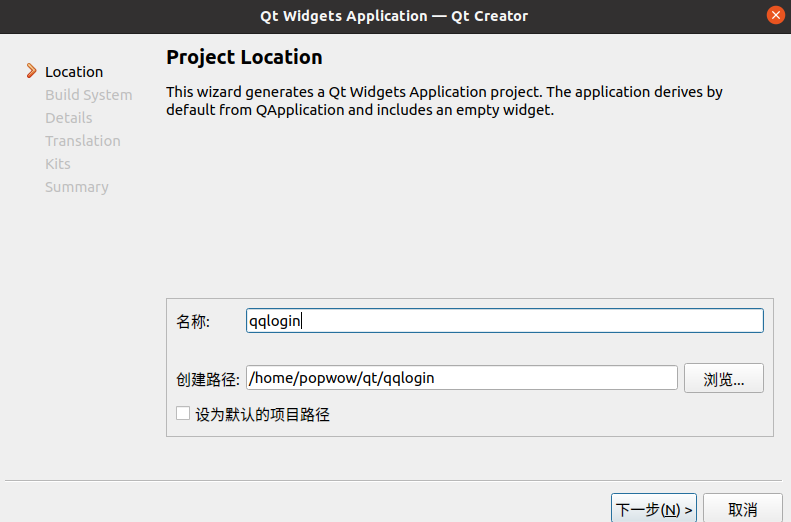 Qt Widgets Application — Qt Creator
Location
Build System
Details
Translation
Kits
Summary
Project Location
This wizard generates a Qt Widgets Application project. The application derives by
default from QApplication and includes an empty widget.
名称: qqlogin
创建路径: /home/popwow/qt/qqlogin 浏览...
设为默认的项目路径
下一步(N) > 取消